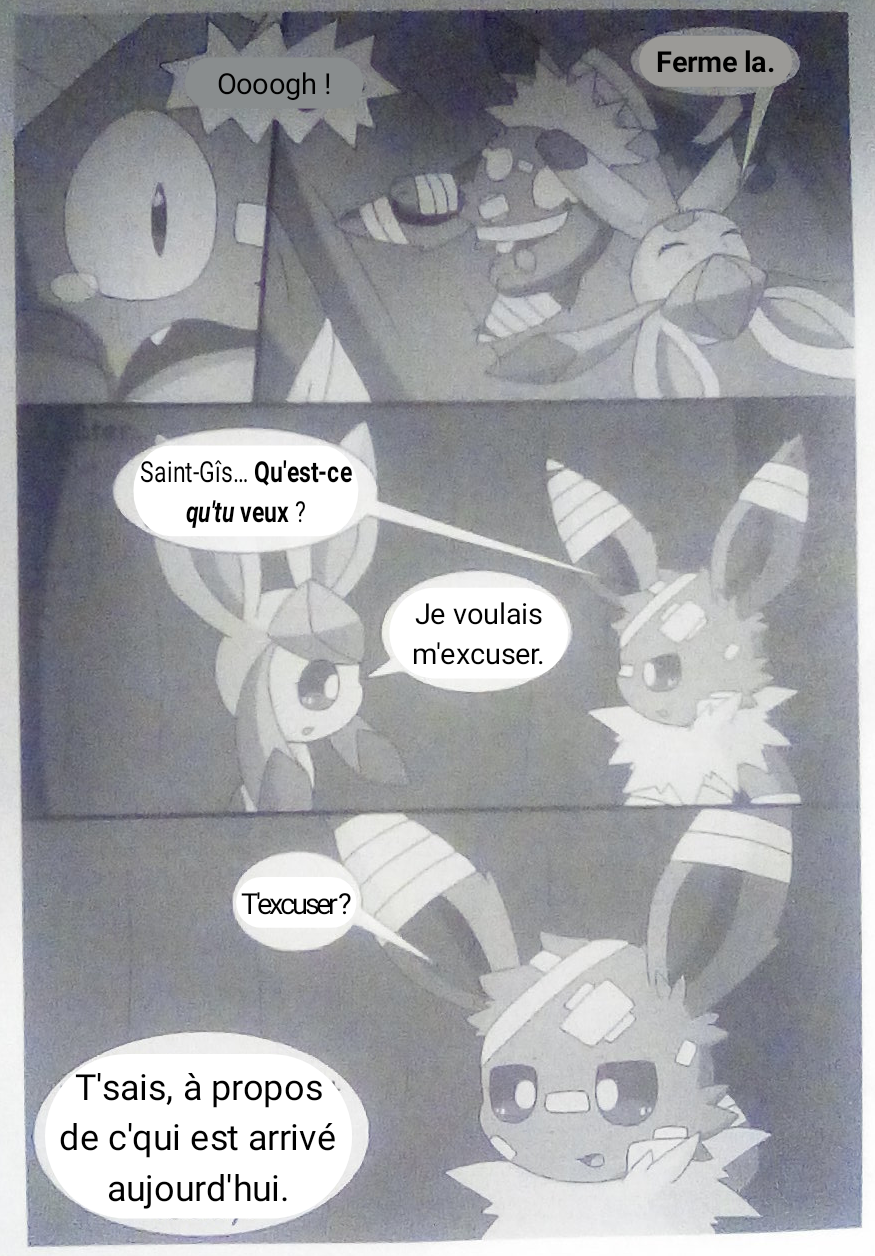 Oooogh !
Ferme la.
Saint-Gîs... Qu'est-ce
qu'tu veux ?
Je voulais
m'excuser.
T'excuser?
T'sais, à propos
de c'qui est arrivé
aujourd'hui.